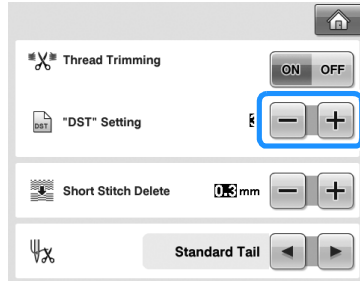 Thread Trimming
ON OFF
DST
"DST" Setting
− +
Short Stitch Delete 0.3 mm − +
Standard Tail